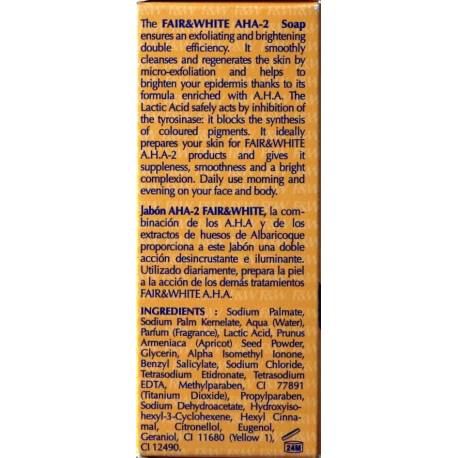 The FAIR&WHITE AHA-2 Soap
ensures an exfoliating and brightening
double efficiency. It smoothly
cleanses and regenerates the skin by
micro-exfoliation and helps to
brighten your epidermis thanks to its
formula enriched with A.H.A. The
Lactic Acid safely acts by inhibition of
the tyrosinase: it blocks the synthesis
of coloured pigments. It ideally
prepares your skin for FAIR&WHITE
A.H.A-2 products and gives it
suppleness, smoothness and a bright
complexion. Daily use morning and
evening on your face and body.
Jabón AHA-2 FAIR&WHITE, la com-
binación de los A.H.A y de los
extractos de huesos de Albaricoque
proporciona a este Jabón una doble
acción desincrustante e iluminante.
Utilizado diariamente, prepara la piel
a la acción de los demás tratamientos
FAIR&WHITE A.H.A.
INGREDIENTS : Sodium Palmate,
Sodium Palm Kernelate, Aqua (Water),
Parfum (Fragrance), Lactic Acid, Prunus
Armeniaca (Apricot) Seed Powder,
Glycerin, Alpha Isomethyl Ionone,
Benzyl Salicylate, Sodium Chloride,
Tetrasodium Etidronate, Tetrasodium
EDTA, Methylparaben, CI 77891
(Titanium Dioxide), Propylparaben,
Sodium Dehydroacetate, Hydroxyiso-
hexyl-3-Cyclohexene, Hexyl Cinna-
mal, Citronellol, Eugenol,
Geraniol, CI 11680 (Yellow 1),
CI 12490.
24M